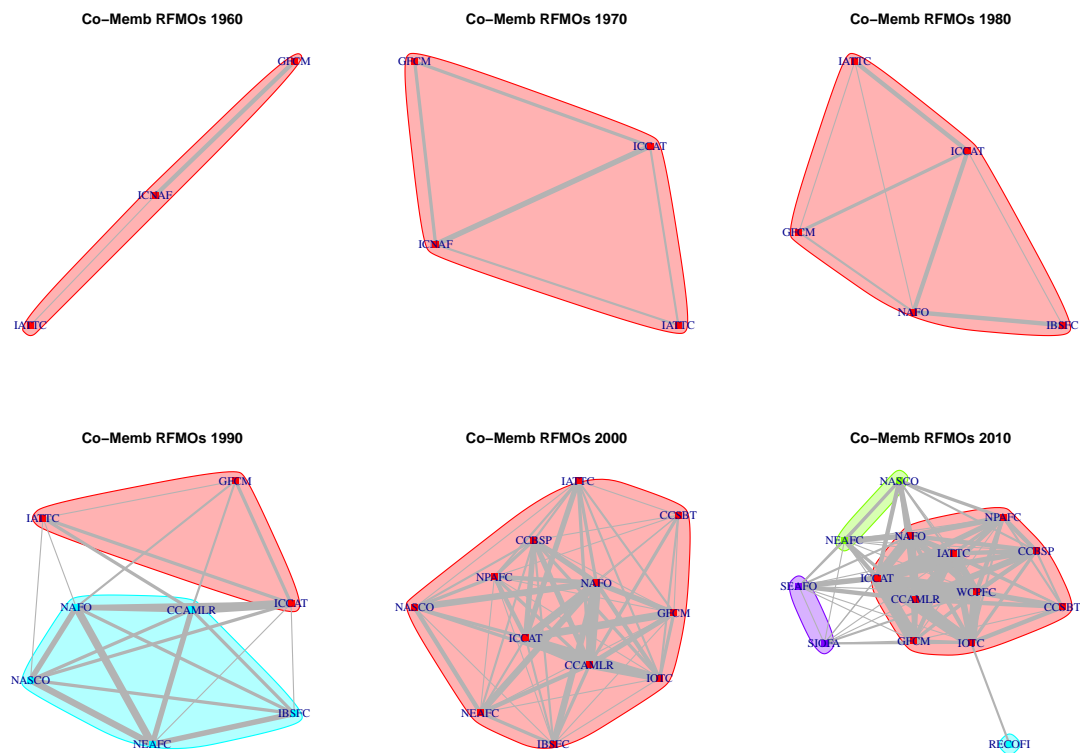 Co−Memb RFMOs 1960
GFCM
ICNAF
IATTC
Co−Memb RFMOs 1970
GFCM
ICCAT
ICNAF
IATTC
Co−Memb RFMOs 1980
IATTC
ICCAT
GFCM
NAFO
IBSFC
Co−Memb RFMOs 1990
GFCM
IATTC
ICCAT
NAFO
CCAMLR
NASCO
IBSFC
NEAFC
Co−Memb RFMOs 2000
IATTC
CCSBT
CCBSP
NPAFC
NAFO
NASCO
GFCM
ICCAT
CCAMLR
IOTC
NEAFC
IBSFC
Co−Memb RFMOs 2010
NASCO
NPAFC
NAFO
NEAFC
IATTC
CCBSP
ICCAT
SEAFO
WCPFC
CCAMLR
CCSBT
GFCM
IOTC
SIOFA
RECOFI